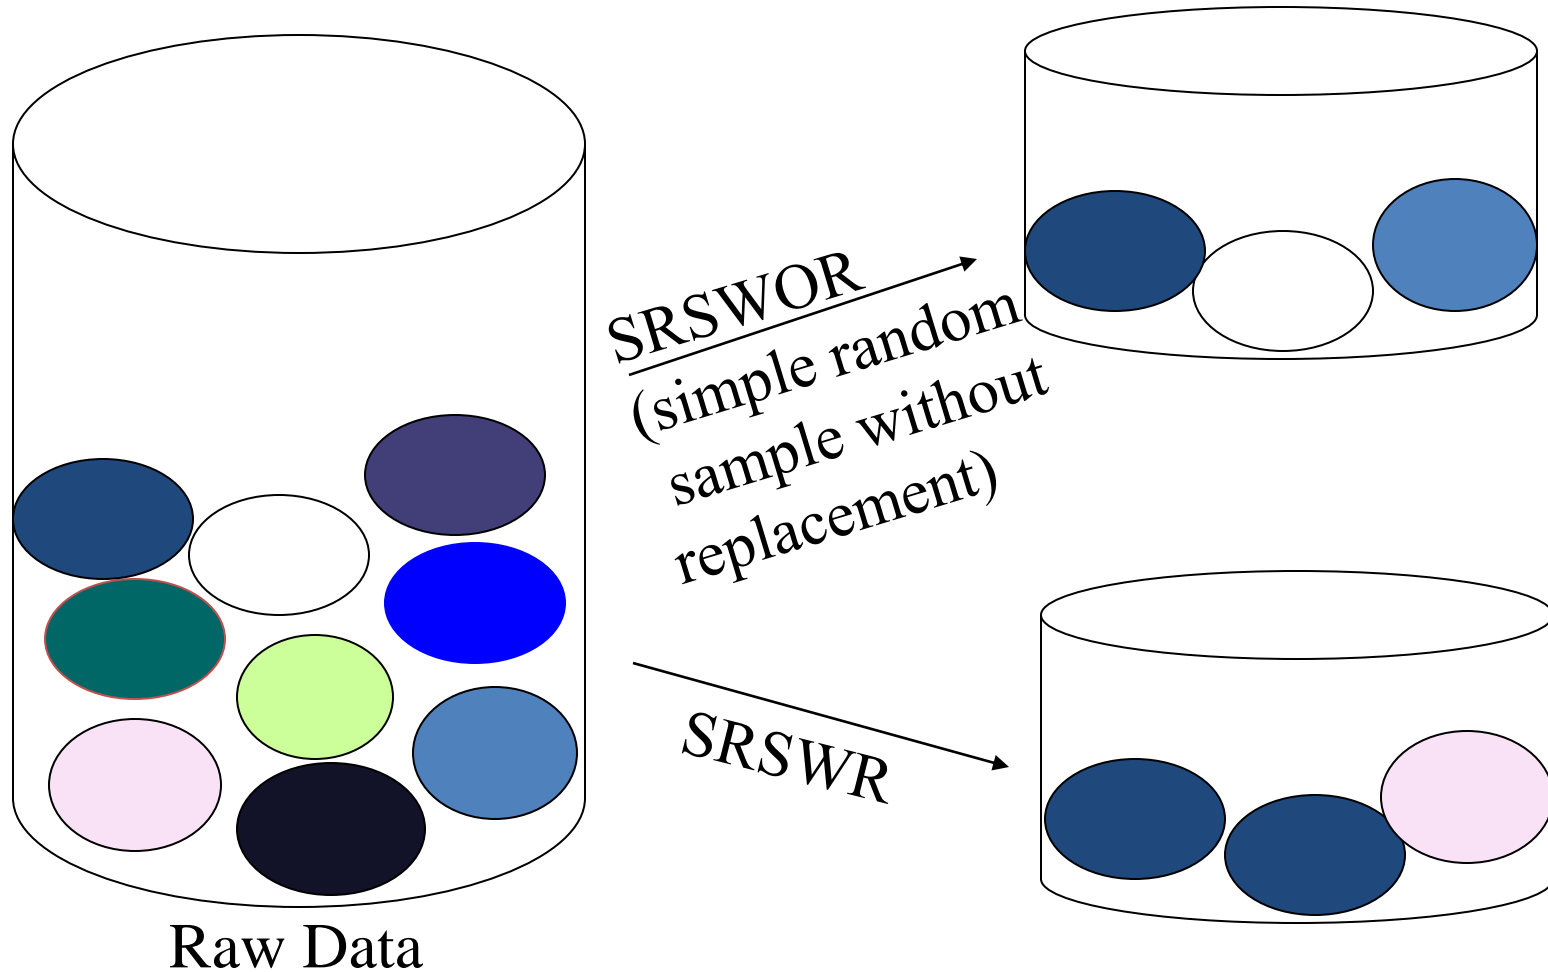 SRSWOR
(simple random
sample without
replacement)
SRSWR
Raw Data